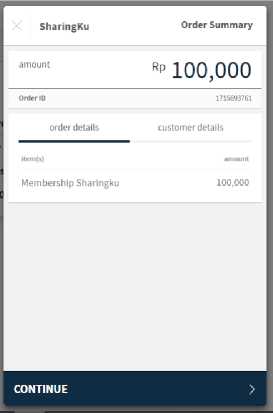 SharingKu Order Summary
amount Rp 100,000
Order ID 1715693761
order details customer details
item(s) amount
Membership Sharingku 100,000
CONTINUE